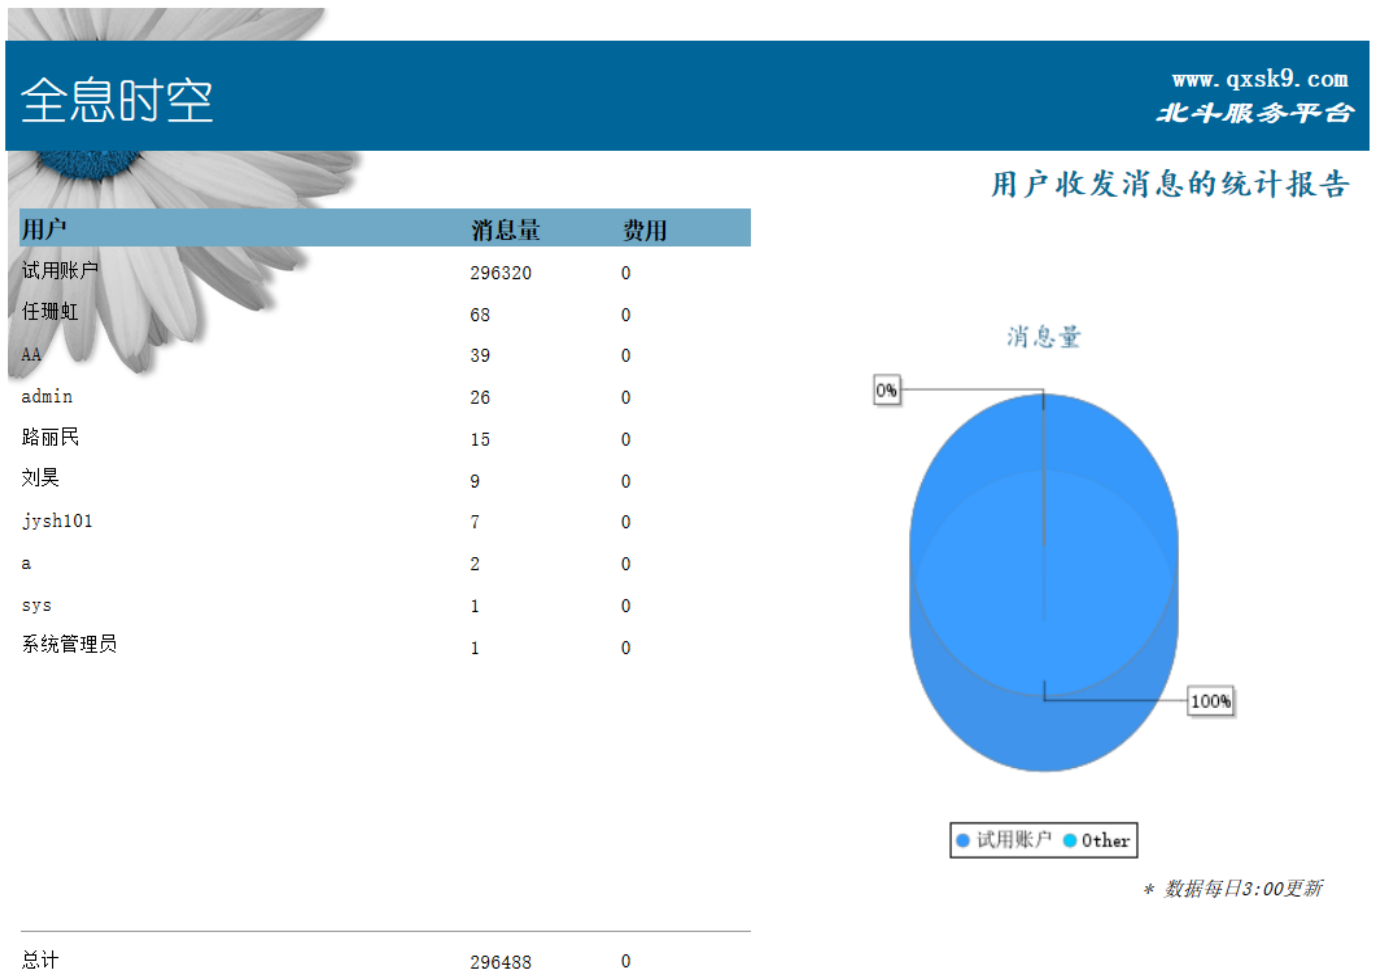 全息时空
www.qxsk9.com
北斗服务平台
用户收发消息的统计报告
用户 消息量 费用
试用账户 296320 0
任珊虹 68 0
AA 39 0
admin 26 0
路丽民 15 0
刘昊 9 0
jysh101 7 0
a 2 0
sys 1 0
系统管理员 1 0
消息量
0%
100%
试用账户 Other
* 数据每日3:00更新
总计 296488 0